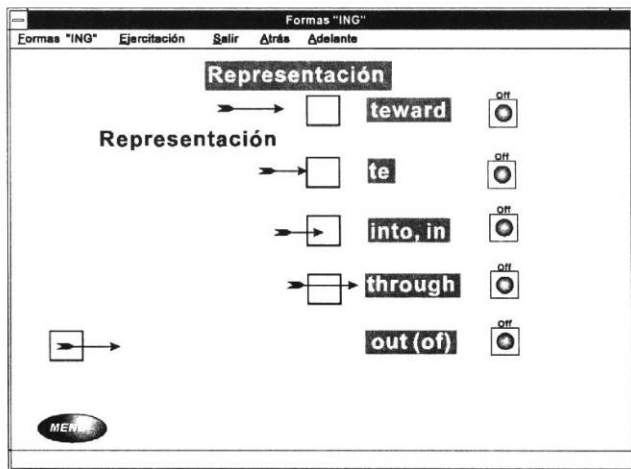 Formas "ING"
Formas "ING" Ejercitación Salir Atrás Adelante
Representación
Off
teward
Representación
Off
te
Off
into, in
Off
through
Off
out (of)
MENU